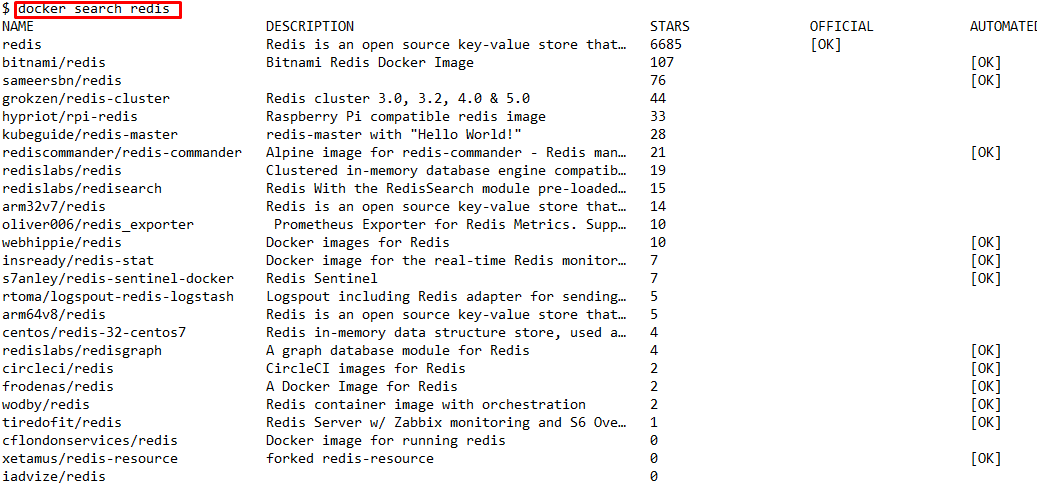 $ docker search redis
NAME DESCRIPTION STARS OFFICIAL AUTOMATED
redis Redis is an open source key-value store that… 6685 [OK]
bitnami/redis Bitnami Redis Docker Image 107 [OK]
sameersbn/redis 76 [OK]
grokzen/redis-cluster Redis cluster 3.0, 3.2, 4.0 & 5.0 44
hypriot/rpi-redis Raspberry Pi compatible redis image 33
kubeguide/redis-master redis-master with "Hello World!" 28
rediscommander/redis-commander Alpine image for redis-commander - Redis man… 21 [OK]
redislabs/redis Clustered in-memory database engine compatib… 19
redislabs/redisearch Redis With the RedisSearch module pre-loaded… 15
arm32v7/redis Redis is an open source key-value store that… 14
oliver006/redis_exporter Prometheus Exporter for Redis Metrics. Supp… 10
webhippie/redis Docker images for Redis 10 [OK]
insready/redis-stat Docker image for the real-time Redis monitor… 7 [OK]
s7anley/redis-sentinel-docker Redis Sentinel 7 [OK]
rtoma/logspout-redis-logstash Logspout including Redis adapter for sending… 5
arm64v8/redis Redis is an open source key-value store that… 5
centos/redis-32-centos7 Redis in-memory data structure store, used a… 4
redislabs/redisgraph A graph database module for Redis 4 [OK]
circleci/redis CircleCI images for Redis 2 [OK]
frodenas/redis A Docker Image for Redis 2 [OK]
wodby/redis Redis container image with orchestration 2 [OK]
tiredofit/redis Redis Server w/ Zabbix monitoring and S6 Ove… 1 [OK]
cflondonservices/redis Docker image for running redis 0
xetamus/redis-resource forked redis-resource 0 [OK]
iadvize/redis 0